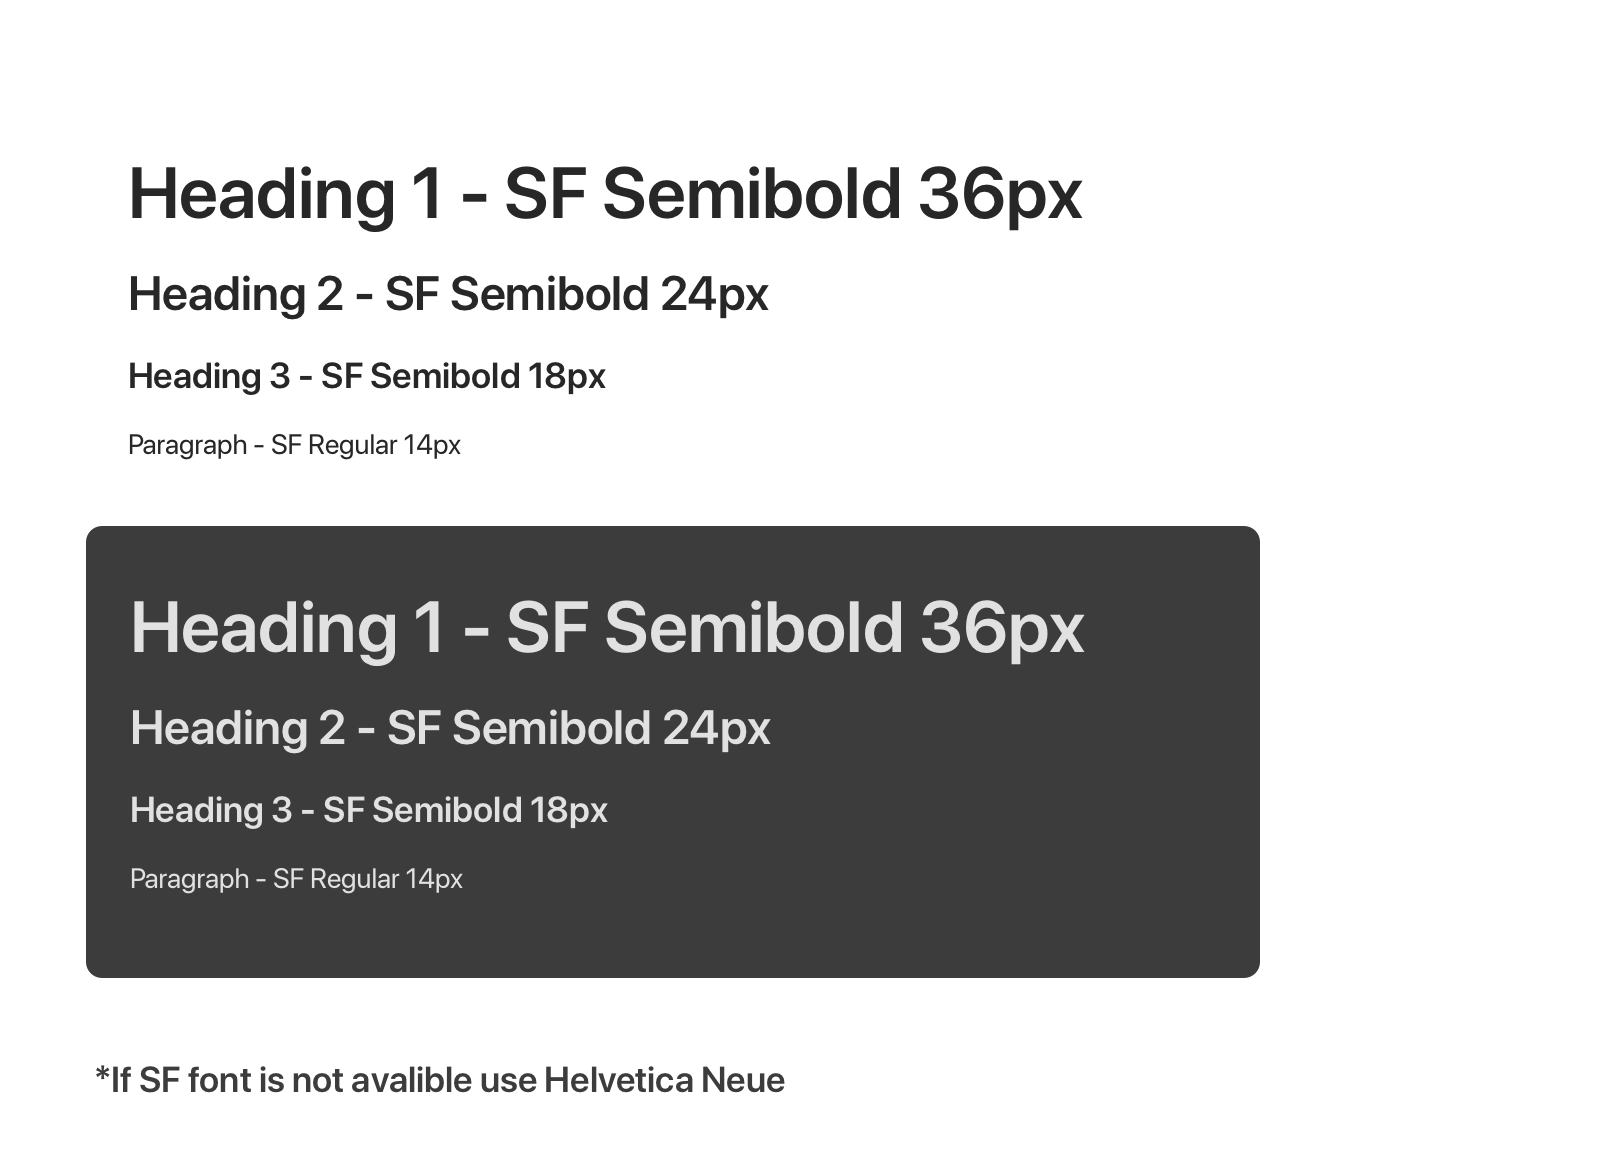 Heading 1 - SF Semibold 36px
Heading 2 - SF Semibold 24px
Heading 3 - SF Semibold 18px
Paragraph - SF Regular 14px
Heading 1 - SF Semibold 36px
Heading 2 - SF Semibold 24px
Heading 3 - SF Semibold 18px
Paragraph - SF Regular 14px
*If SF font is not avalible use Helvetica Neue